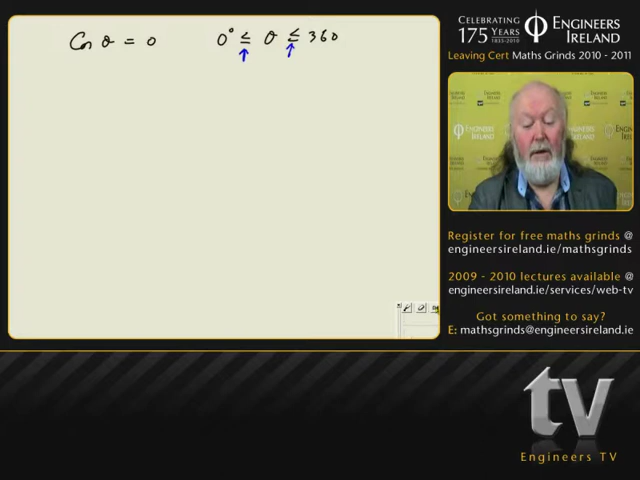 Cos θ = 0 0° ≤ θ ≤ 360
CELEBRATING
175 YEARS
1835-2010
ENGINEERS
IRELAND
Leaving Cert Maths Grinds 2010 - 2011
Register for free maths grinds @
engineersireland.ie/mathsgrinds
2009 - 2010 lectures available @
engineersireland.ie/services/web-tv
Got something to say?
E: mathsgrinds@engineersireland.ie
tv
Engineers TV